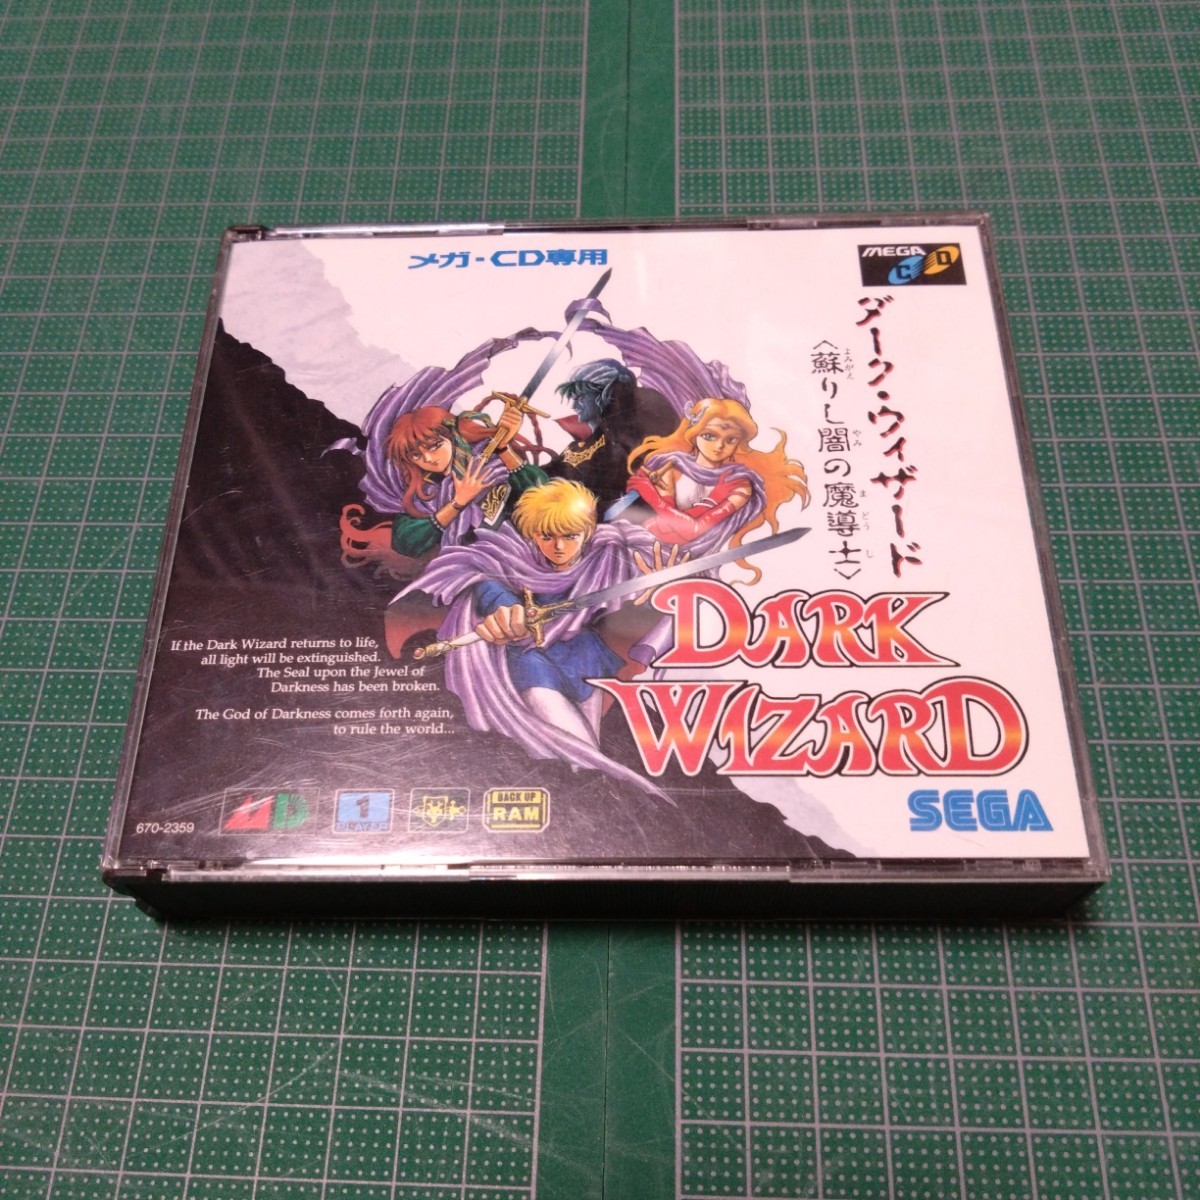 メガ-CD専用
MEGA
CD
ダーク・ウィザード
〈蘇りし闇の魔導士〉
よみがえ
やみ
まどうし
DARK
WIZARD
If the Dark Wizard returns to life,
all light will be extinguished.
The Seal upon the Jewel of
Darkness has been broken.
The God of Darkness comes forth again,
to rule the world...
670-2359
MD
1
PLAYER
BACK UP
RAM
SEGA